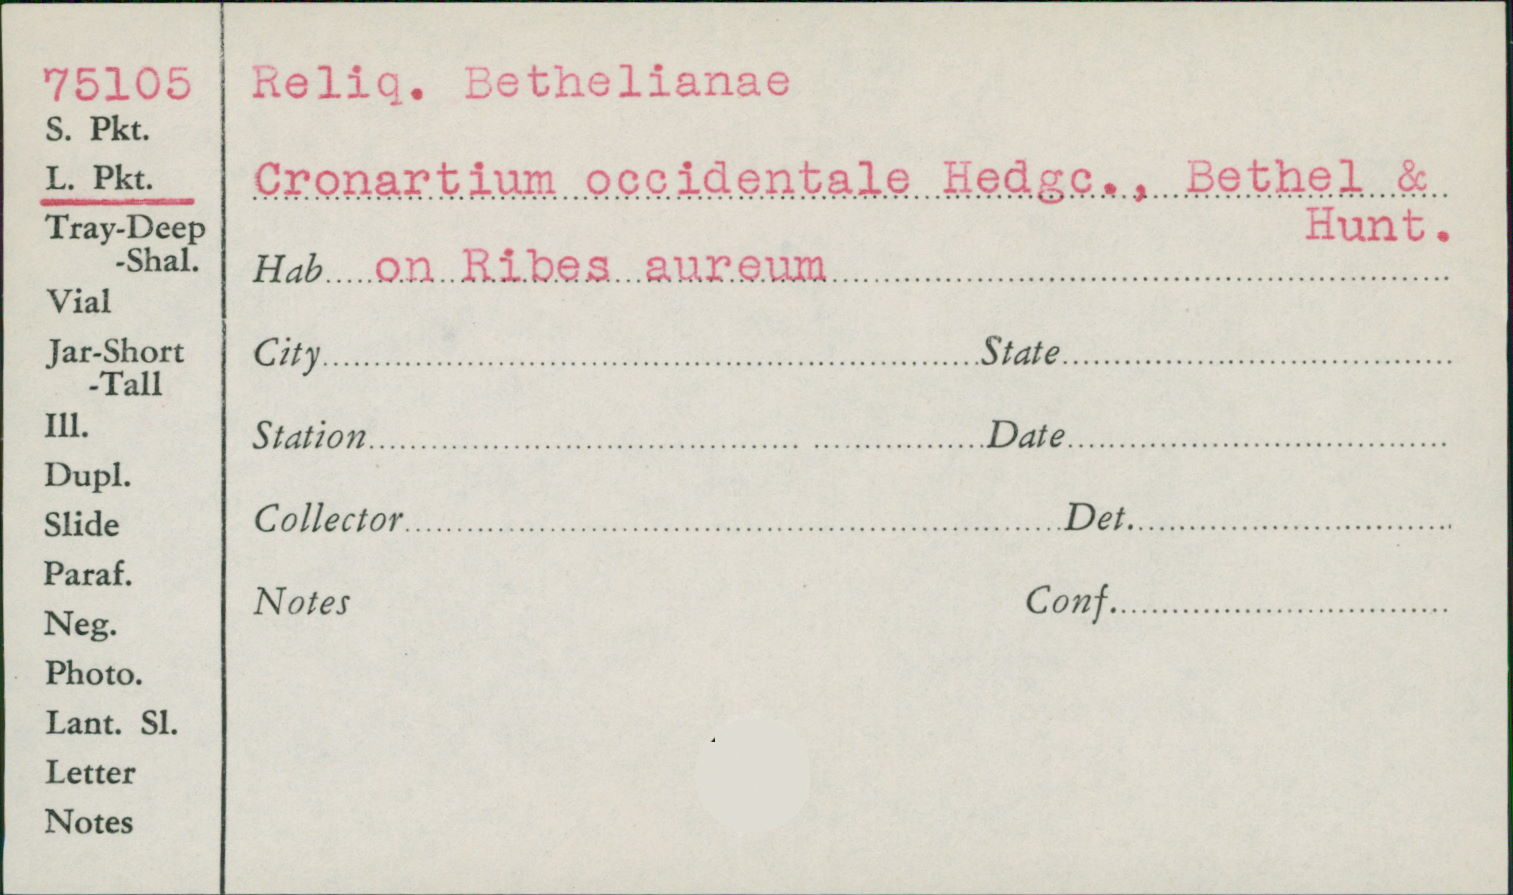 75105
S. Pkt.
L. Pkt.
Tray-Deep
-Shal.
Vial
Jar-Short
-Tall
Ill.
Dupl.
Slide
Paraf.
Neg.
Photo.
Lant. Sl.
Letter
Notes
Reliq. Bethelianae
Cronartium occidentale Hedgc., Bethel &
Hunt.
Hab on Ribes aureum
City State
Station Date
Collector Det.
Notes Conf.